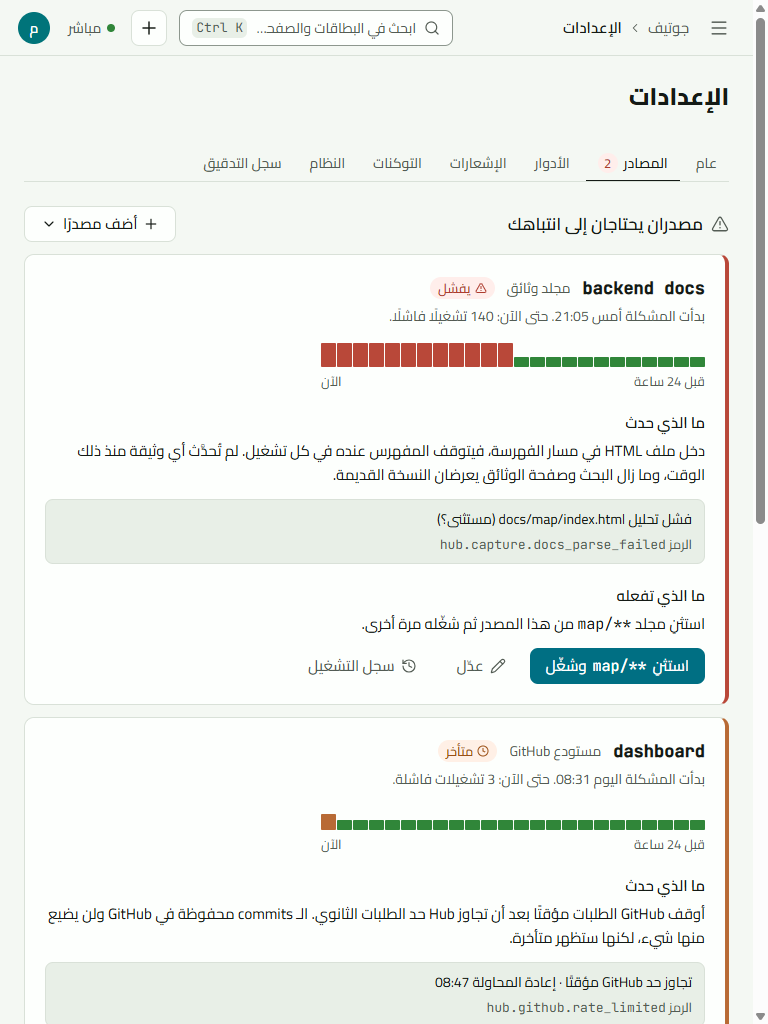 جوتيف
الإعدادات
ابحث في البطاقات والصفحـ...
Ctrl K
+
مباشر
م
الإعدادات
عام
المصادر 2
الأدوار
الإشعارات
التوكنات
النظام
سجل التدقيق
مصدران يحتاجان إلى انتباهك
+ أضف مصدرًا
backend docs مجلد وثائق يفشل
بدأت المشكلة أمس 21:05. حتى الآن: 140 تشغيلًا فاشلًا.
قبل 24 ساعة
الآن
ما الذي حدث
دخل ملف HTML في مسار الفهرسة، فيتوقف المفهرس عنده في كل تشغيل. لم تُحدَّث أي وثيقة منذ ذلك
الوقت، وما زال البحث وصفحة الوثائق يعرضان النسخة القديمة.
فشل تحليل docs/map/index.html (مستثنى؟)
الرمز hub.capture.docs_parse_failed
ما الذي تفعله
استثنِ مجلد map/** من هذا المصدر ثم شغّله مرة أخرى.
استثنِ map/** وشغّل
عدّل
سجل التشغيل
dashboard مستودع GitHub متأخر
بدأت المشكلة اليوم 08:31. حتى الآن: 3 تشغيلات فاشلة.
قبل 24 ساعة
الآن
ما الذي حدث
أوقف GitHub الطلبات مؤقتًا بعد أن تجاوز Hub حد الطلبات الثانوي. الـ commits محفوظة في GitHub ولن يضيع
منها شيء، لكنها ستظهر متأخرة.
تجاوز حد GitHub مؤقتًا · إعادة المحاولة 08:47
الرمز hub.github.rate_limited